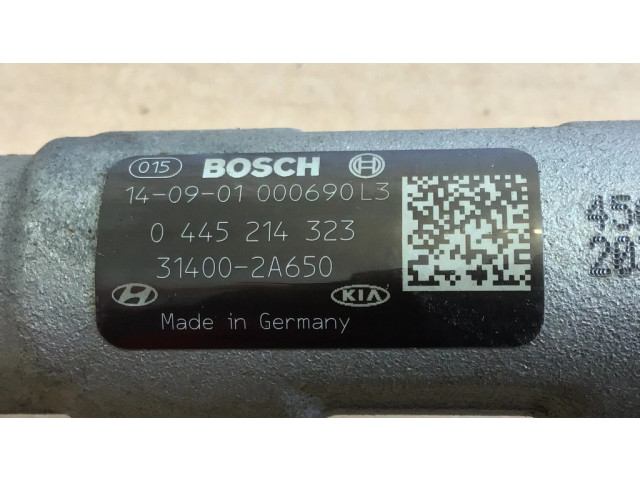 015 BOSCH
14-09-01 000690 L3
0 445 214 323
31400-2A650
KIA
Made in Germany